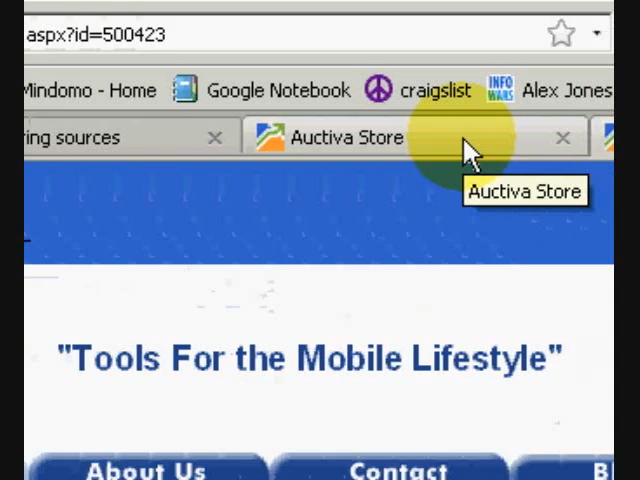 aspx?id=500423
Mindomo - Home Google Notebook craigslist INFO WARS Alex Jones
ing sources Auctiva Store
Auctiva Store
"Tools For the Mobile Lifestyle"
About Us Contact